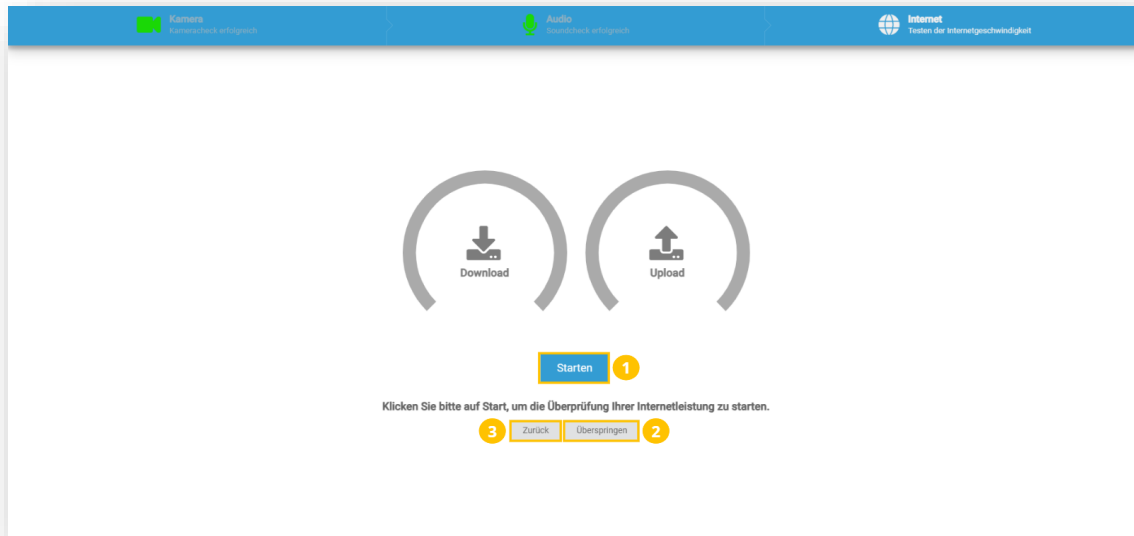 Kamera
Kameracheck erfolgreich
Audio
Soundcheck erfolgreich
Internet
Testen der Internetgeschwindigkeit
Download
Upload
Starten 1
Klicken Sie bitte auf Start, um die Überprüfung Ihrer Internetleistung zu starten.
3 Zurück Überspringen 2